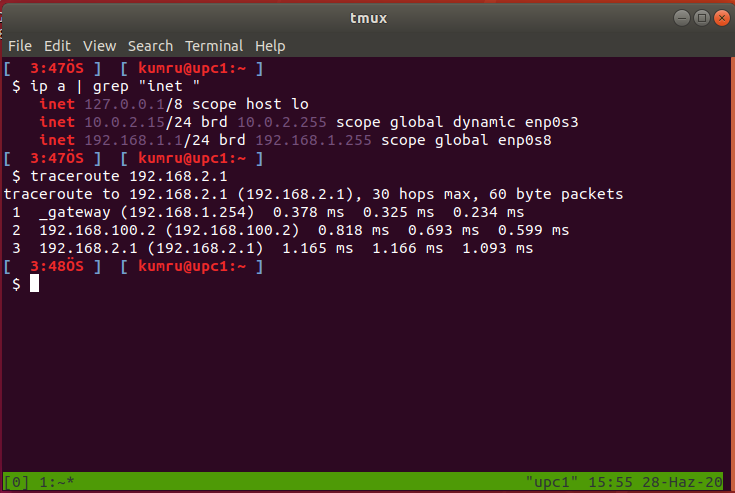 tmux
File Edit View Search Terminal Help
[  3:47ÖS ]  [ kumru@upc1:~ ]
 $ ip a | grep "inet "
    inet 127.0.0.1/8 scope host lo
    inet 10.0.2.15/24 brd 10.0.2.255 scope global dynamic enp0s3
    inet 192.168.1.1/24 brd 192.168.1.255 scope global enp0s8
[  3:47ÖS ]  [ kumru@upc1:~ ]
 $ traceroute 192.168.2.1
traceroute to 192.168.2.1 (192.168.2.1), 30 hops max, 60 byte packets
 1  _gateway (192.168.1.254)  0.378 ms  0.325 ms  0.234 ms
 2  192.168.100.2 (192.168.100.2)  0.818 ms  0.693 ms  0.599 ms
 3  192.168.2.1 (192.168.2.1)  1.165 ms  1.166 ms  1.093 ms
[  3:48ÖS ]  [ kumru@upc1:~ ]
 $
[0] 1:~* "upc1" 15:55 28-Haz-20